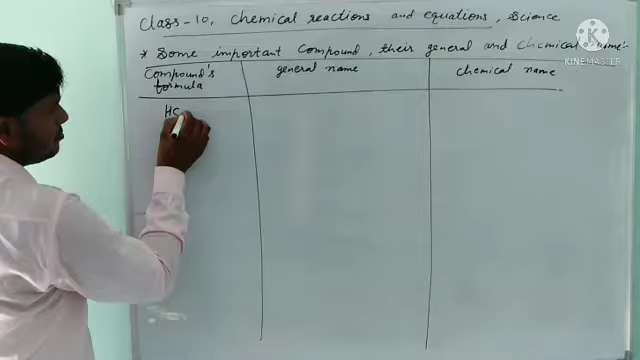 Class-10, Chemical reactions and equations, Science
* Some important Compound, their general and chemical name:-
Compound's formula
general name
chemical name
HC
KINEMASTER